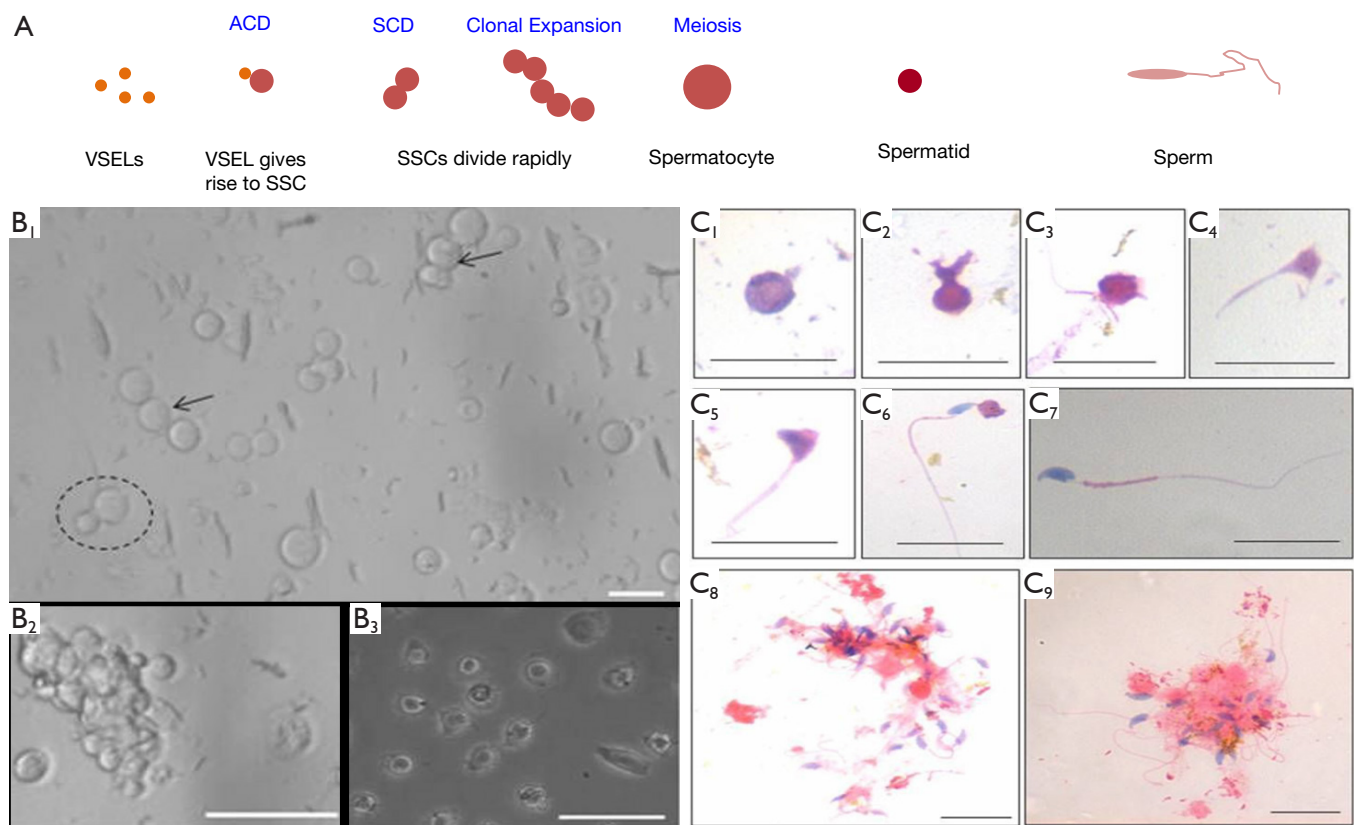 A
ACD
SCD
Clonal Expansion
Meiosis
VSELs
VSEL gives
rise to SSC
SSCs divide rapidly
Spermatocyte
Spermatid
Sperm
B1
C1
C2
C3
C4
C5
C6
C7
B2
B3
C8
C9